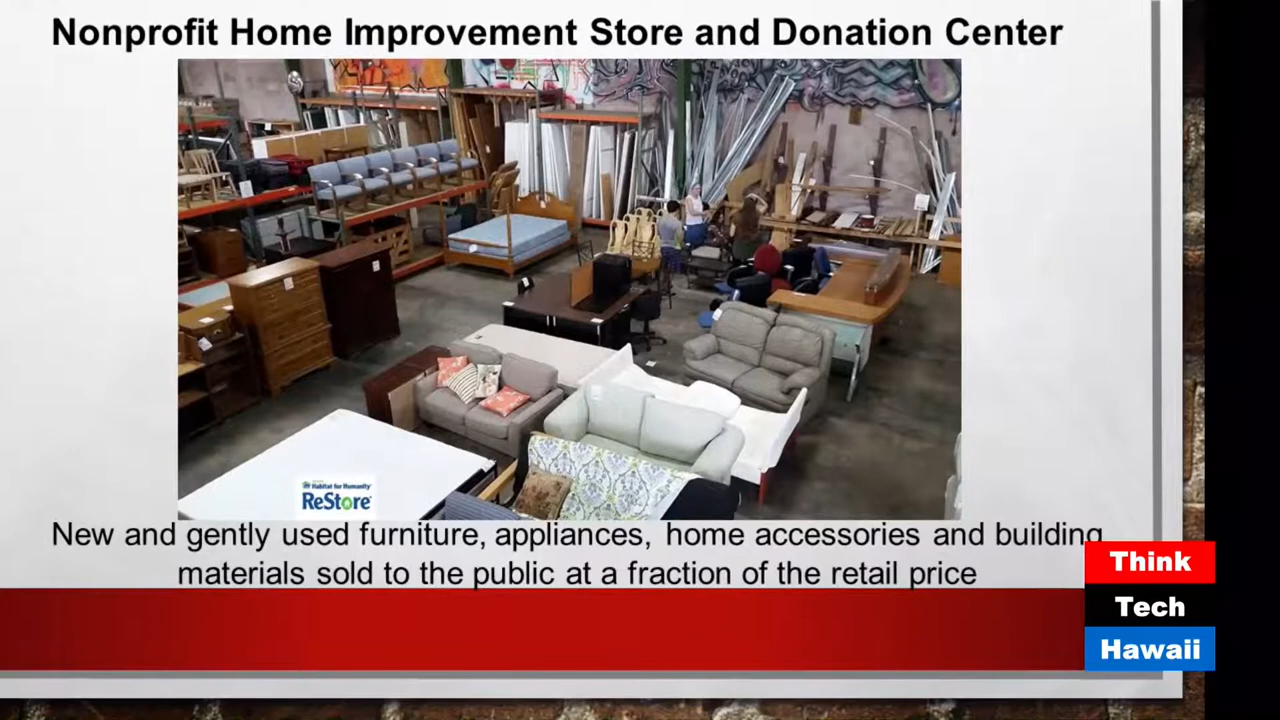 Nonprofit Home Improvement Store and Donation Center
Habitat for Humanity
ReStore
New and gently used furniture, appliances, home accessories and building
materials sold to the public at a fraction of the retail price
Think
Tech
Hawaii